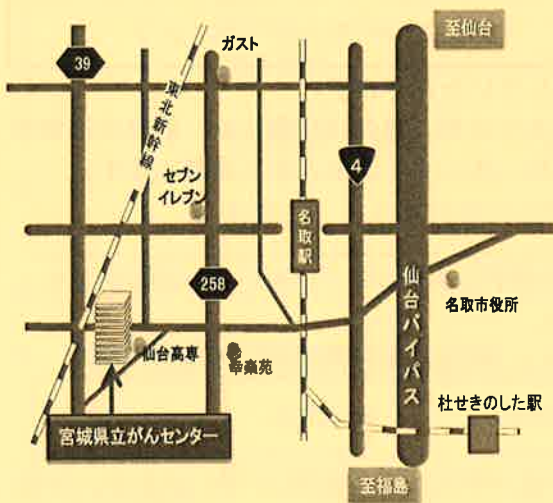 至仙台
ガスト
39
東北新幹線
4
セブン
イレブン
名取駅
258
仙台バイパス
名取市役所
仙台高専
幸楽苑
杜せきのした駅
宮城県立がんセンター
至福島